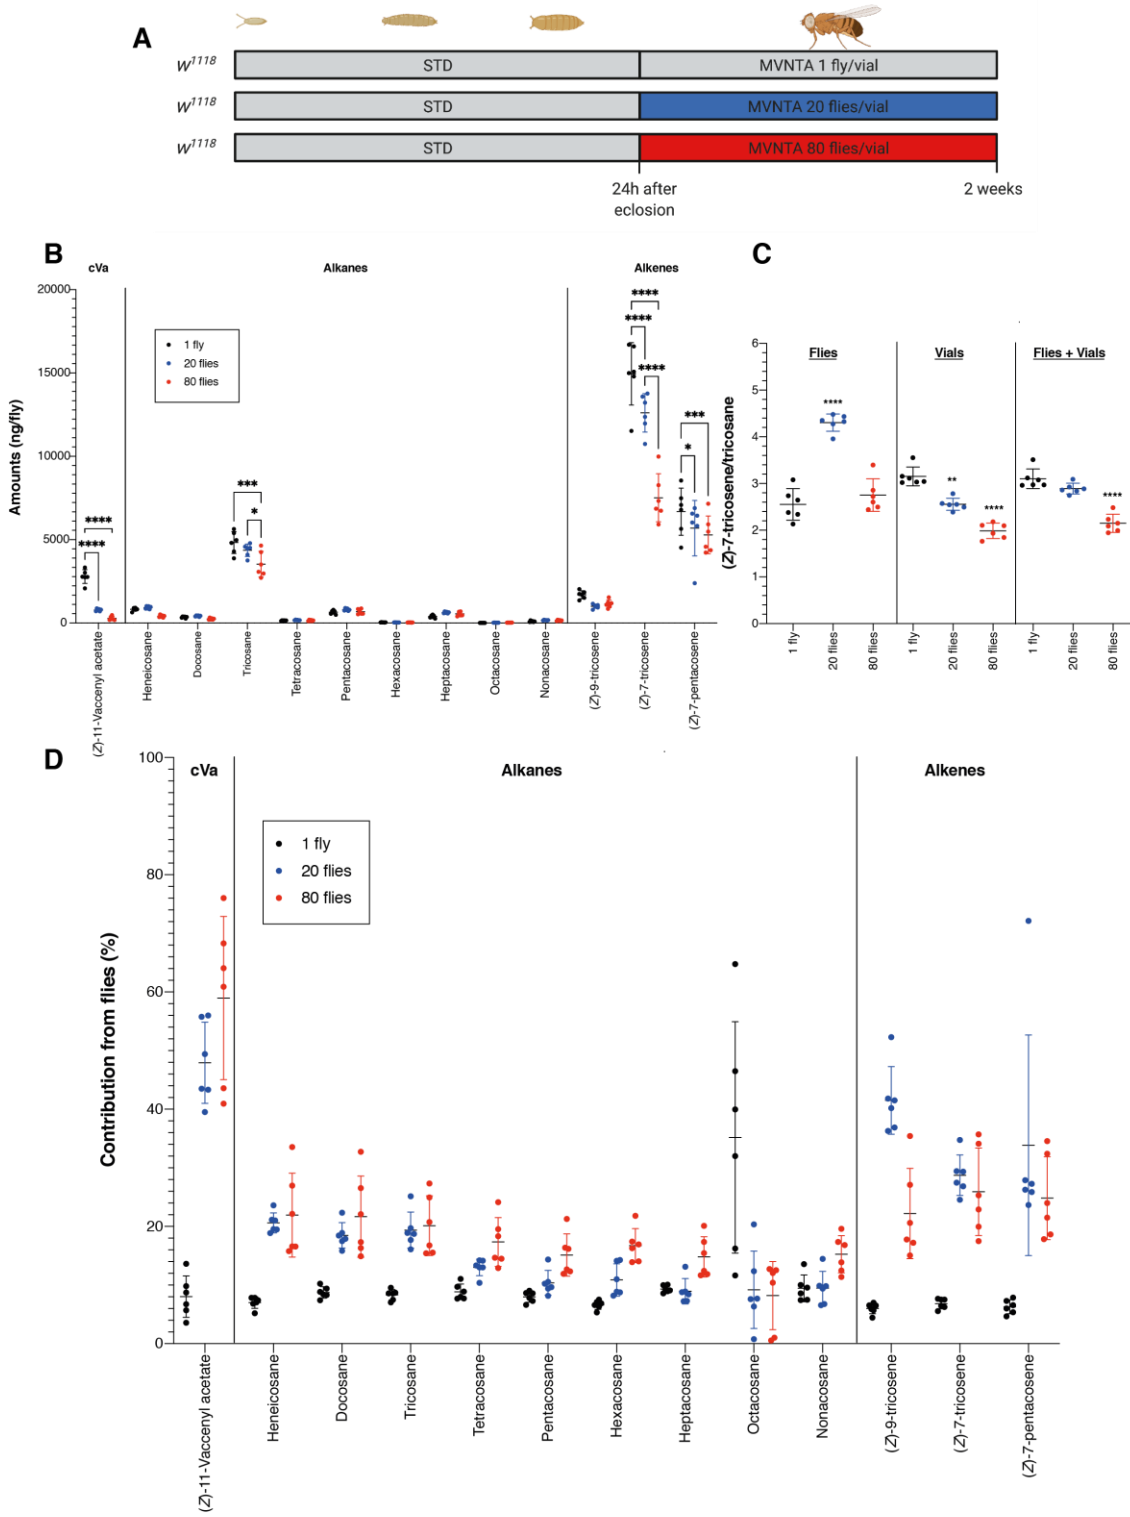 A
W1118 STD MVNTA 1 fly/vial
W1118 STD MVNTA 20 flies/vial
W1118 STD MVNTA 80 flies/vial
24h after
eclosion
2 weeks
B
cVa Alkanes Alkenes
Amounts (ng/fly)
20000
15000
10000
5000
0
1 fly
20 flies
80 flies
****
****
***
*
****
****
****
***
*
(Z)-11-Vaccenyl acetate
Heneicosane
Docosane
Tricosane
Tetracosane
Pentacosane
Hexacosane
Heptacosane
Octacosane
Nonacosane
(Z)-9-tricosene
(Z)-7-tricosene
(Z)-7-pentacosene
C
(Z)-7-tricosene/tricosane
6
5
4
3
2
1
0
Flies Vials Flies + Vials
****
**
****
****
1 fly
20 flies
80 flies
1 fly
20 flies
80 flies
1 fly
20 flies
80 flies
D
cVa Alkanes Alkenes
Contribution from flies (%)
100
80
60
40
20
0
1 fly
20 flies
80 flies
(Z)-11-Vaccenyl acetate
Heneicosane
Docosane
Tricosane
Tetracosane
Pentacosane
Hexacosane
Heptacosane
Octacosane
Nonacosane
(Z)-9-tricosene
(Z)-7-tricosene
(Z)-7-pentacosene